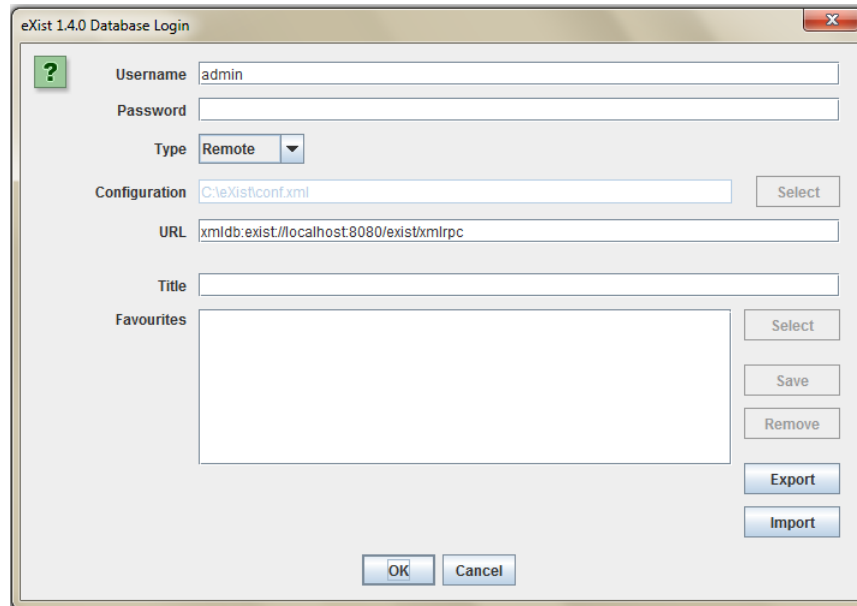 eXist 1.4.0 Database Login
?
Username admin
Password
Type Remote
Configuration C:\eXist\conf.xml Select
URL xmldb:exist://localhost:8080/exist/xmlrpc
Title
Favourites Select
Save
Remove
Export
Import
OK Cancel